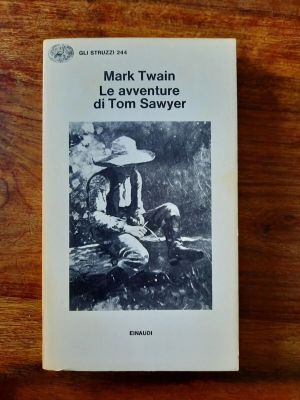 GLI STRUZZI 244
Mark Twain
Le avventure
di Tom Sawyer
EINAUDI